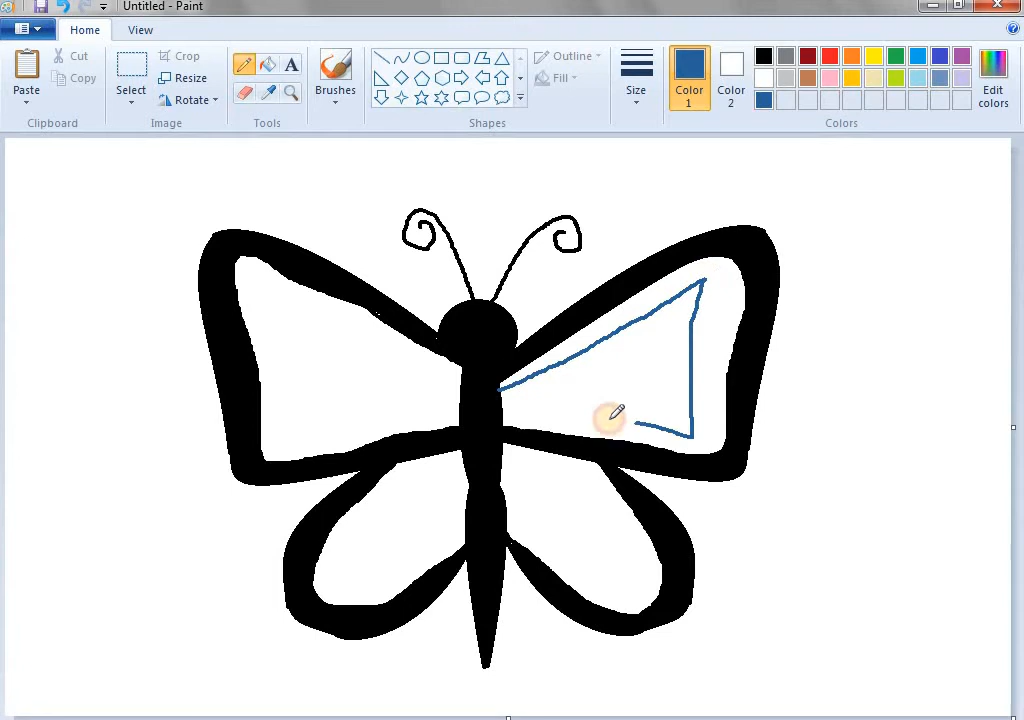 Untitled - Paint
Home View
Paste
Cut
Copy
Clipboard
Select
Crop
Resize
Rotate
Image
A
Tools
Brushes
Outline
Fill
Shapes
Size
Color 1
Color 2
Edit colors
Colors